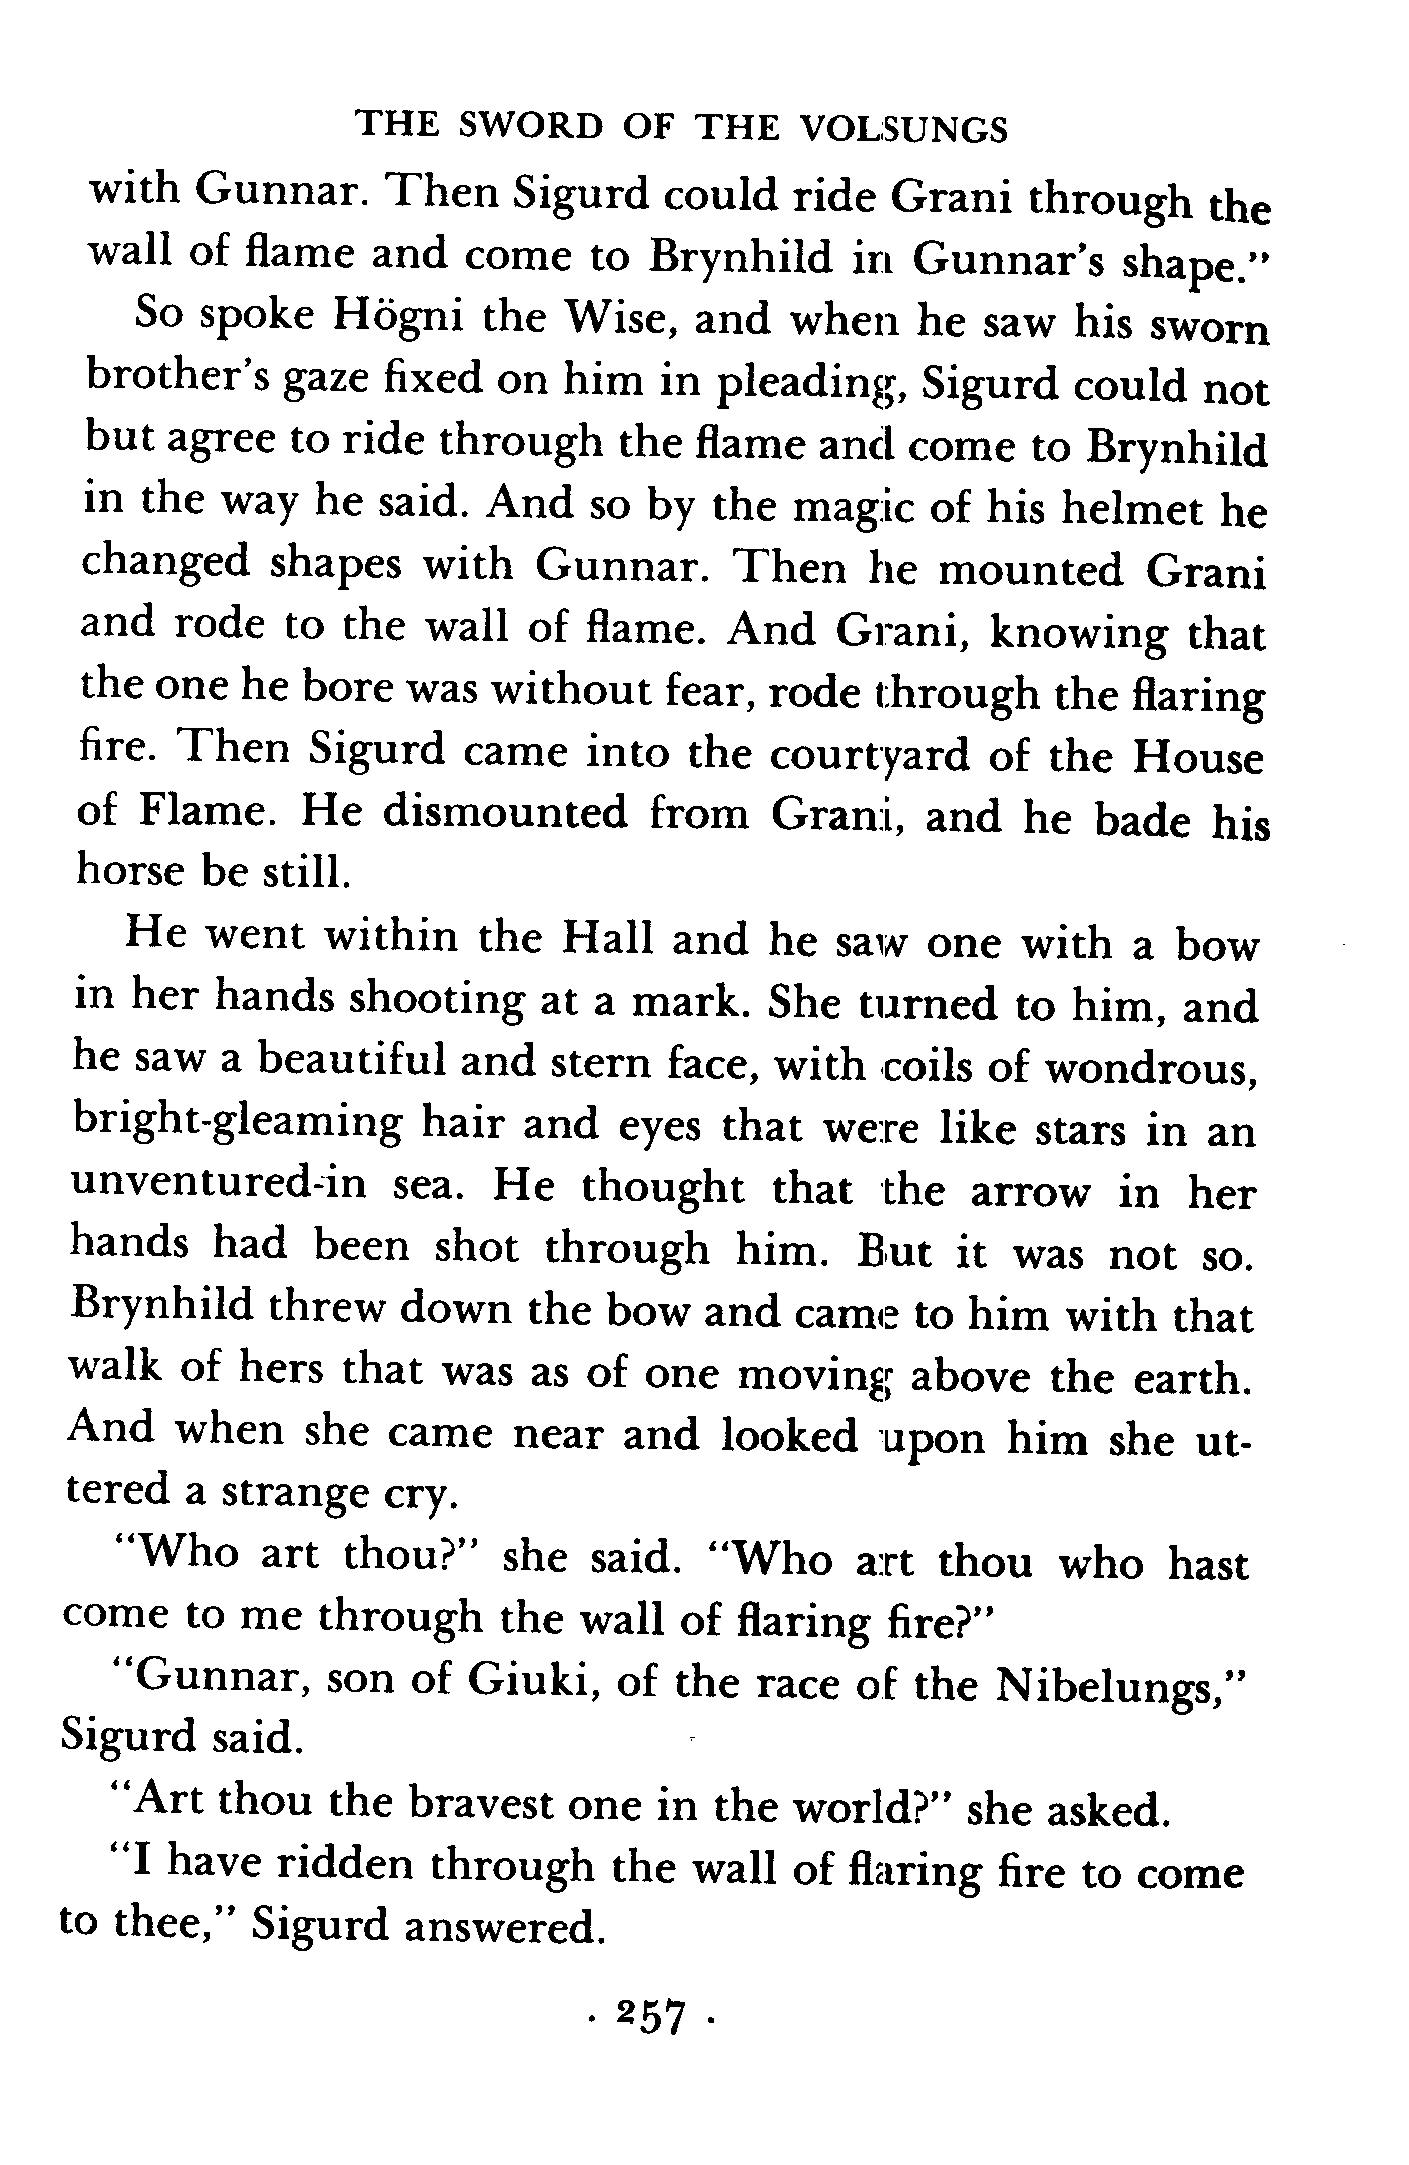 THE SWORD OF THE VOLSUNGS
with Gunnar. Then Sigurd could ride Grani through the
wall of flame and come to Brynhild in Gunnar's shape.”
So spoke Högni the Wise, and when he saw his sworn
brother's gaze fixed on him in pleading, Sigurd could not
but agree to ride through the flame and come to Brynhild
in the way he said. And so by the magic of his helmet he
changed shapes with Gunnar. Then he mounted Grani
and rode to the wall of flame. And Grani, knowing that
the one he bore was without fear, rode through the flaring
fire. Then Sigurd came into the courtyard of the House
of Flame. He dismounted from Grani, and he bade his
horse be still.
He went within the Hall and he saw one with a bow
in her hands shooting at a mark. She turned to him, and
he saw a beautiful and stern face, with coils of wondrous,
bright-gleaming hair and eyes that were like stars in an
unventured-in sea. He thought that the arrow in her
hands had been shot through him. But it was not so.
Brynhild threw down the bow and came to him with that
walk of hers that was as of one moving above the earth.
And when she came near and looked upon him she ut-
tered a strange cry.
“Who art thou?” she said. “Who art thou who hast
come to me through the wall of flaring fire?”
“Gunnar, son of Giuki, of the race of the Nibelungs,”
Sigurd said.
“Art thou the bravest one in the world?” she asked.
“I have ridden through the wall of flaring fire to come
to thee,” Sigurd answered.
· 257 ·